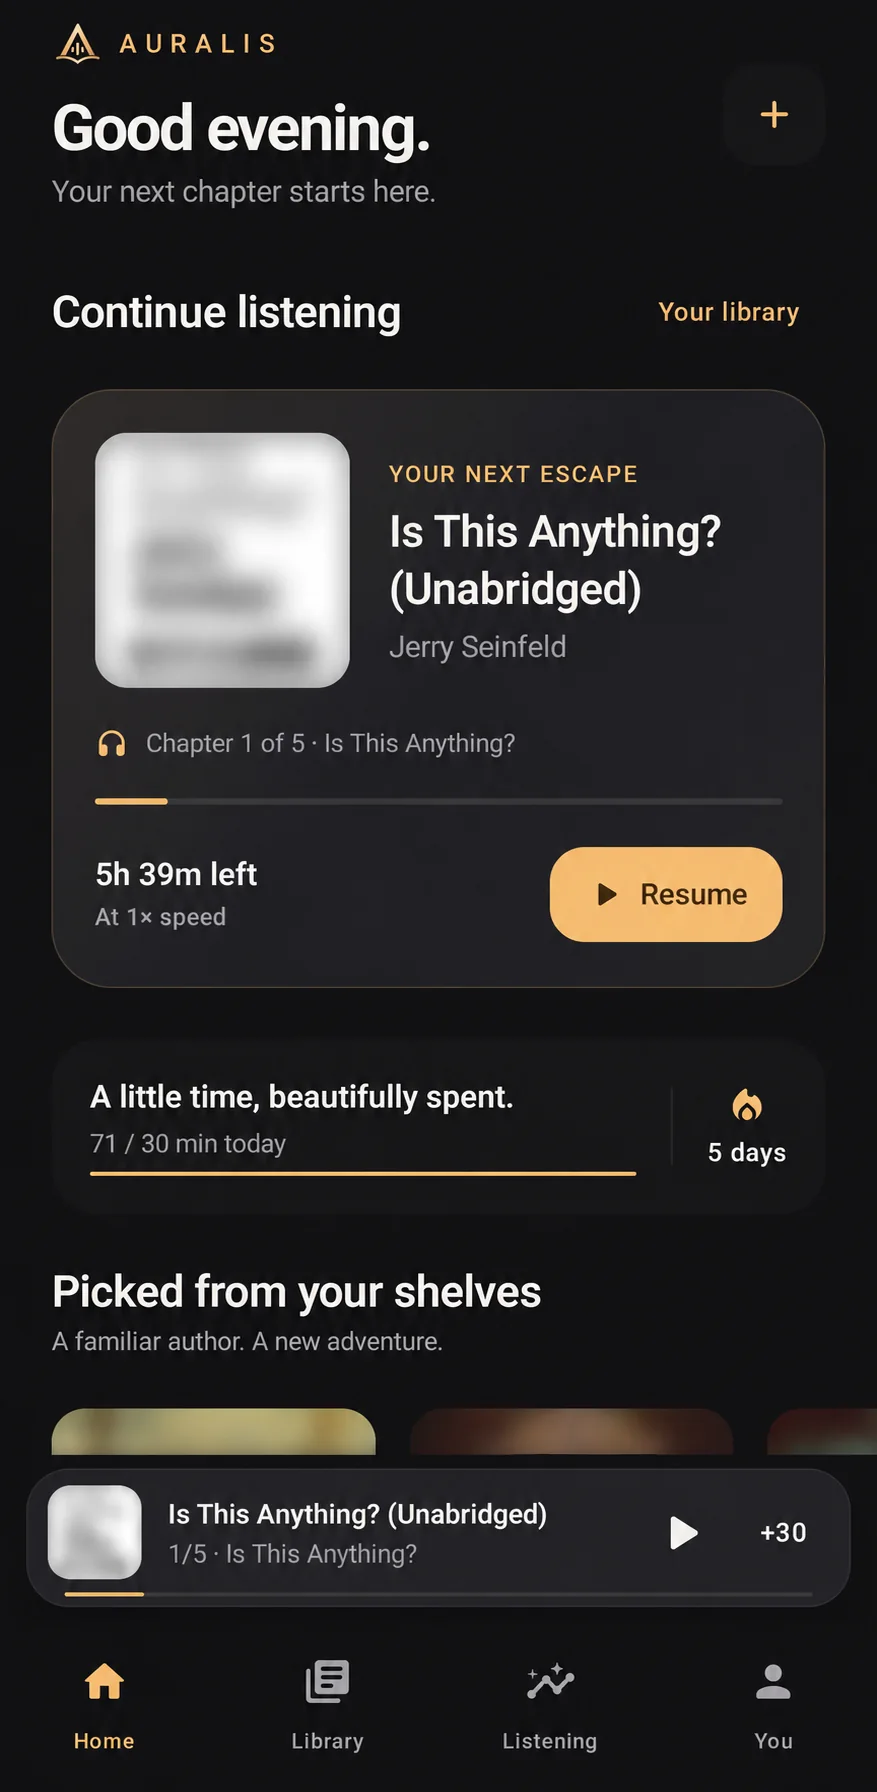 AURALIS
Good evening.
Your next chapter starts here.
+
Continue listening
Your library
YOUR NEXT ESCAPE
Is This Anything?
(Unabridged)
Jerry Seinfeld
Chapter 1 of 5 · Is This Anything?
5h 39m left
At 1× speed
Resume
A little time, beautifully spent.
71 / 30 min today
5 days
Picked from your shelves
A familiar author. A new adventure.
Is This Anything? (Unabridged)
1/5 · Is This Anything?
+30
Home
Library
Listening
You